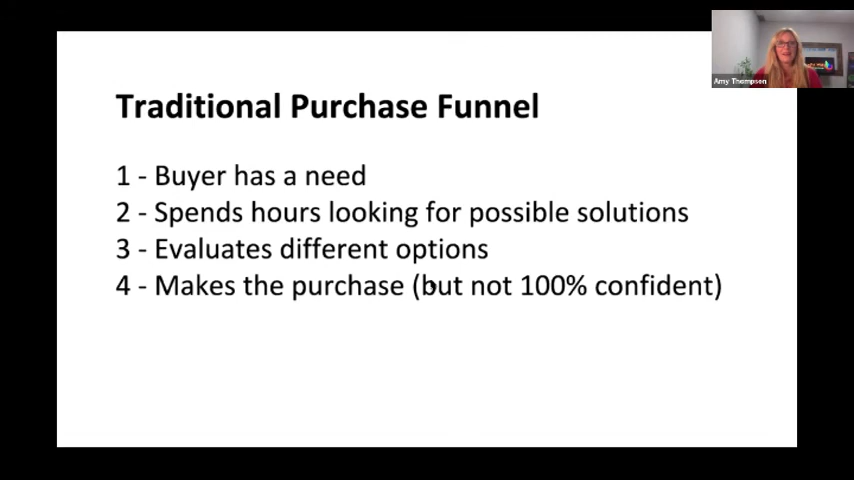 Traditional Purchase Funnel
1 - Buyer has a need
2 - Spends hours looking for possible solutions
3 - Evaluates different options
4 - Makes the purchase (but not 100% confident)
Amy Thompson